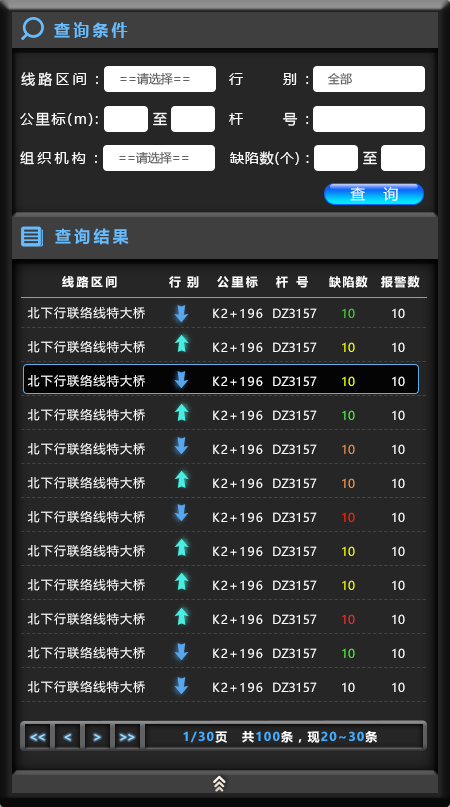 查询条件
线路区间 : ==请选择== 行 别 : 全部
公里标(m): 至 杆 号 :
组织机构 : ==请选择== 缺陷数(个) : 至
查 询
查询结果
线路区间 行 别 公里标 杆 号 缺陷数 报警数
北下行联络线特大桥 K2+196 DZ3157 10 10
北下行联络线特大桥 K2+196 DZ3157 10 10
北下行联络线特大桥 K2+196 DZ3157 10 10
北下行联络线特大桥 K2+196 DZ3157 10 10
北下行联络线特大桥 K2+196 DZ3157 10 10
北下行联络线特大桥 K2+196 DZ3157 10 10
北下行联络线特大桥 K2+196 DZ3157 10 10
北下行联络线特大桥 K2+196 DZ3157 10 10
北下行联络线特大桥 K2+196 DZ3157 10 10
北下行联络线特大桥 K2+196 DZ3157 10 10
北下行联络线特大桥 K2+196 DZ3157 10 10
北下行联络线特大桥 K2+196 DZ3157 10 10
<< < > >> 1/30页 共100条，现20~30条